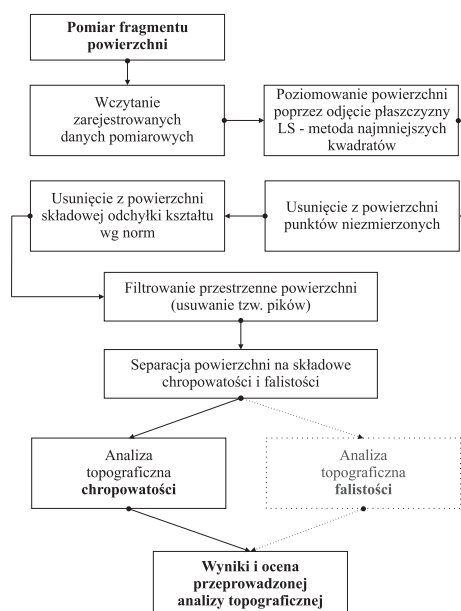 Pomiar fragmentu
powierzchni
Wczytanie
zarejestrowanych
danych pomiarowych
Poziomowanie powierzchni
poprzez odjęcie płaszczyzny
LS - metoda najmniejszych
kwadratów
Usunięcie z powierzchni
składowej odchyłki kształtu
wg norm
Usunięcie z powierzchni
punktów niezmierzonych
Filtrowanie przestrzenne powierzchni
(usuwanie tzw. pików)
Separacja powierzchni na składowe
chropowatości i falistości
Analiza
topograficzna
chropowatości
Analiza
topograficzna
falistości
Wyniki i ocena
przeprowadzonej
analizy topograficznej